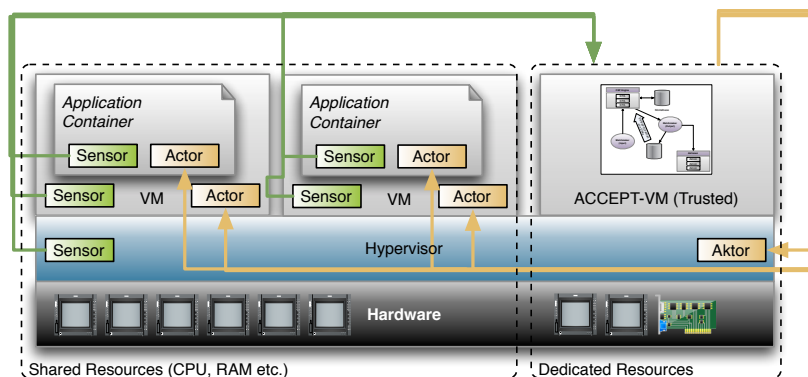 Application
Container
Sensor
Actor
Sensor
VM
Actor
Application
Container
Sensor
Actor
Sensor
VM
Actor
ACCEPT-VM (Trusted)
Sensor
Hypervisor
Aktor
Hardware
Shared Resources (CPU, RAM etc.)
Dedicated Resources